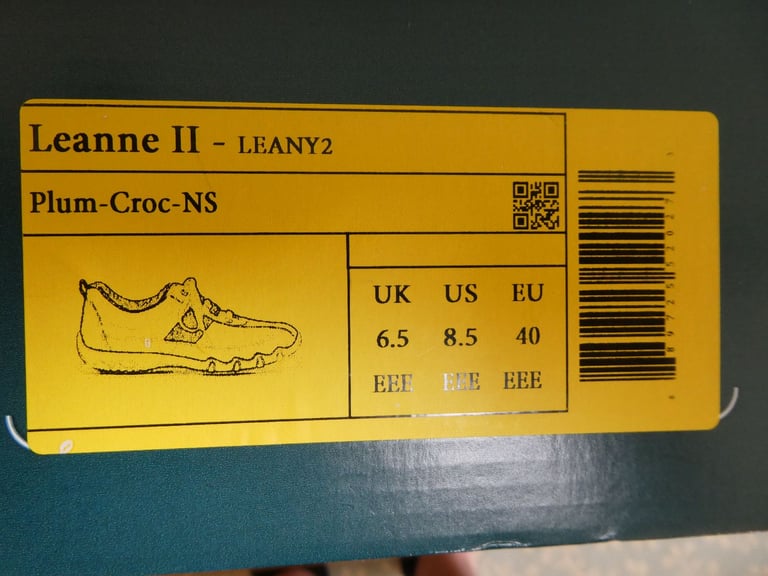 Leanne II - LEANY2
Plum-Croc-NS
UK US EU
6.5 8.5 40
EEE EEE EEE